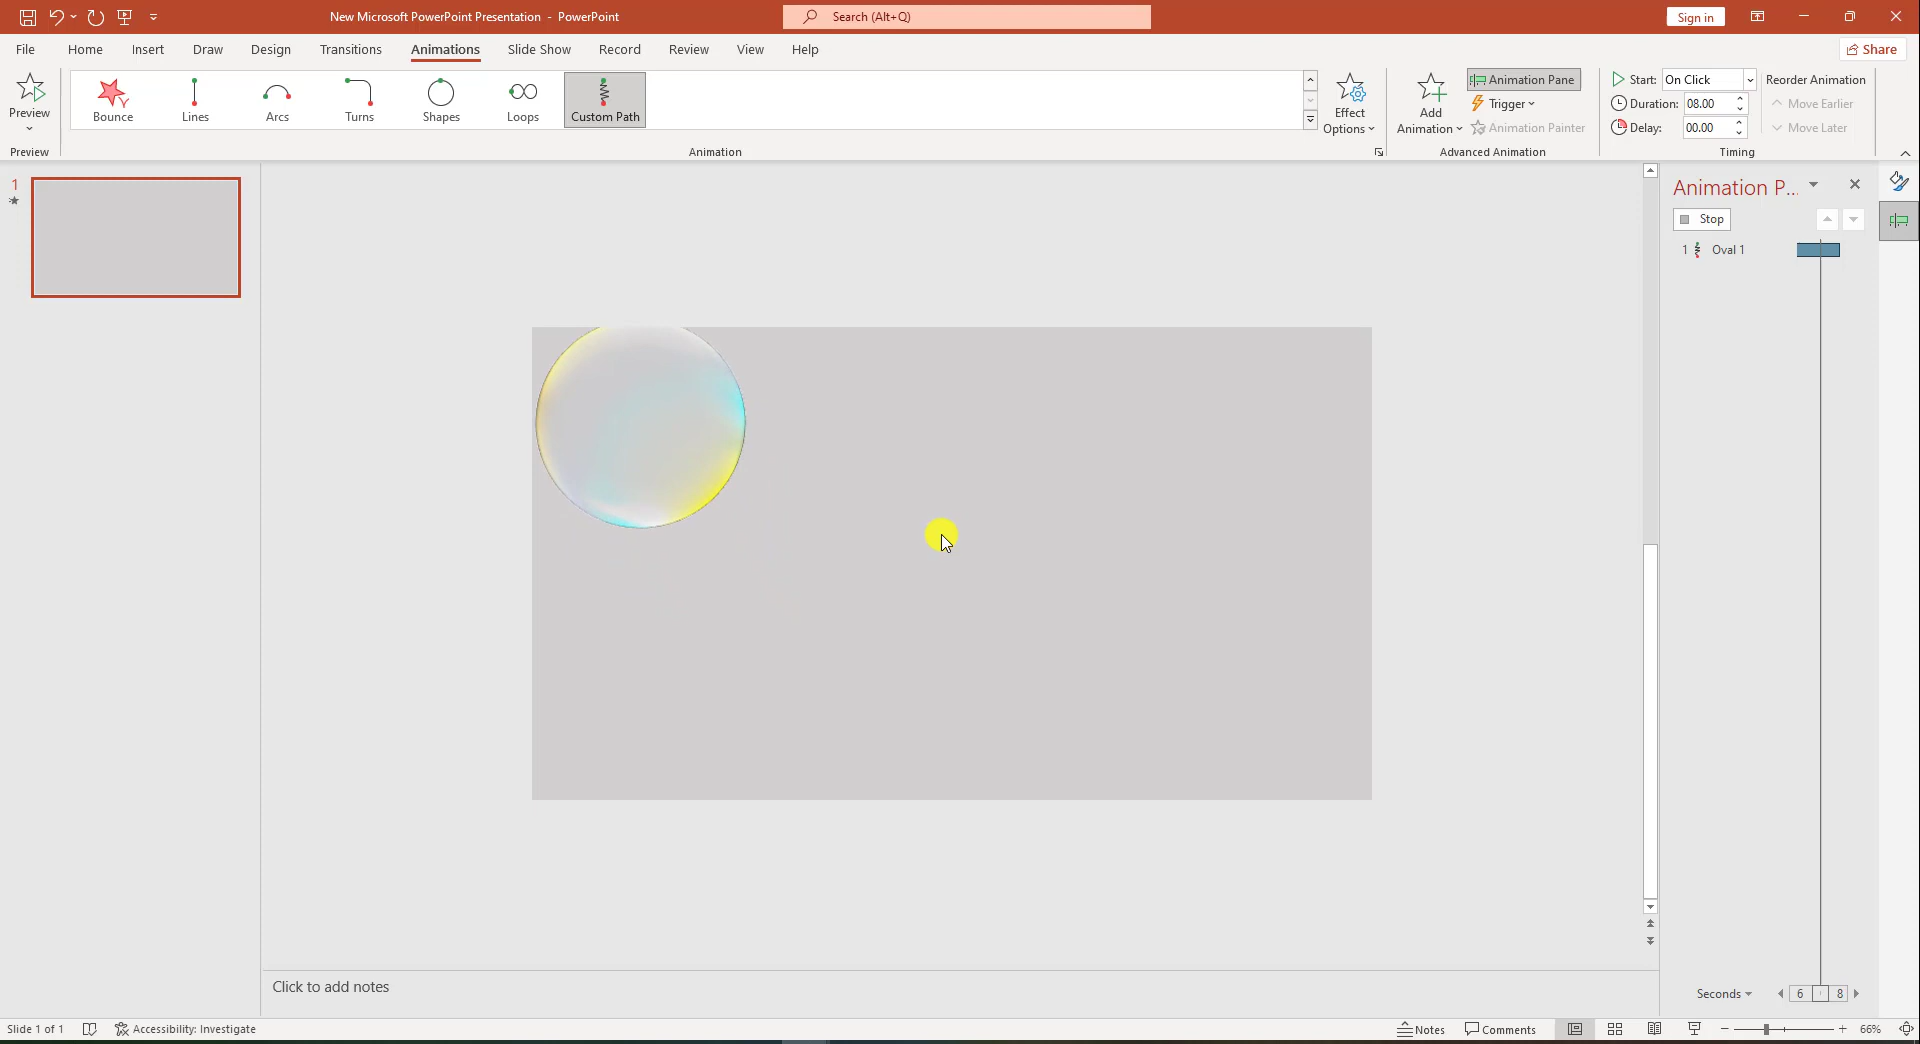 New Microsoft PowerPoint Presentation - PowerPoint
Search (Alt+Q)
Sign in
File Home Insert Draw Design Transitions Animations Slide Show Record Review View Help
Share
Preview
Preview
Bounce Lines Arcs Turns Shapes Loops Custom Path
Animation
Effect
Options
Add
Animation
Animation Pane
Trigger
Animation Painter
Advanced Animation
Start: On Click
Duration: 08.00
Delay: 00.00
Reorder Animation
Move Earlier
Move Later
Timing
1
Animation P...
Stop
1 Oval 1
Seconds 6 8
Click to add notes
Slide 1 of 1 Accessibility: Investigate Notes Comments 66%